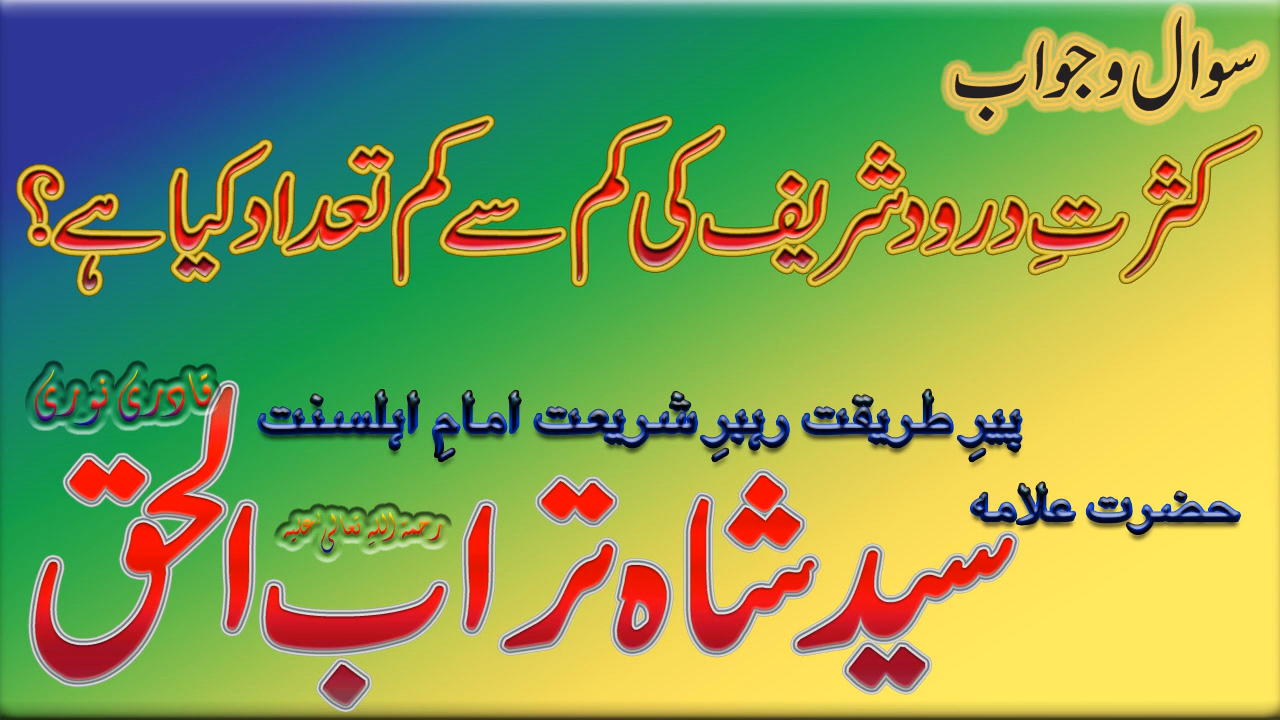 سوال و جواب
کثرتِ درود شریف کی کم سے کم تعداد کیا ہے؟
پیرِ طریقت رہبرِ شریعت امامِ اہلسنت
حضرت علامہ
سید شاہ تراب الحق
رحمۃ اللہِ تعالیٰ علیہ
قادری نوری